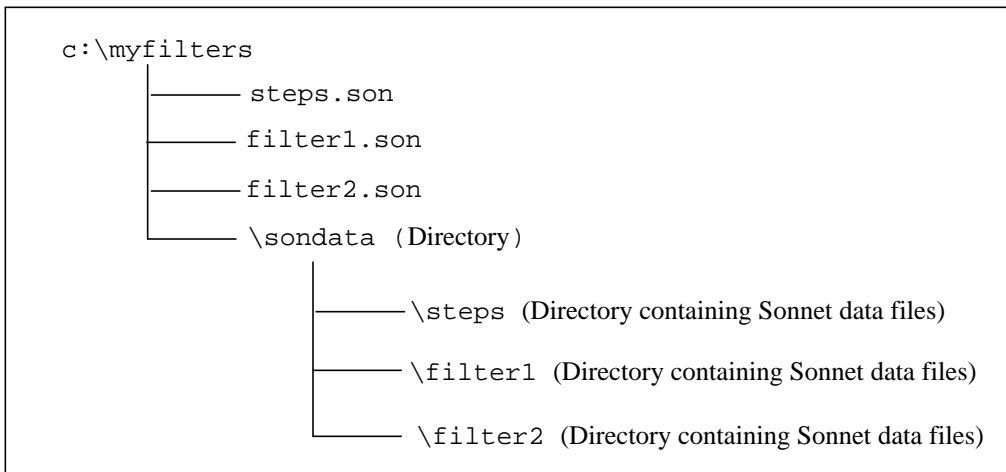 c:\myfilters
steps.son
filter1.son
filter2.son
\sondata (Directory)
\steps (Directory containing Sonnet data files)
\filter1 (Directory containing Sonnet data files)
\filter2 (Directory containing Sonnet data files)